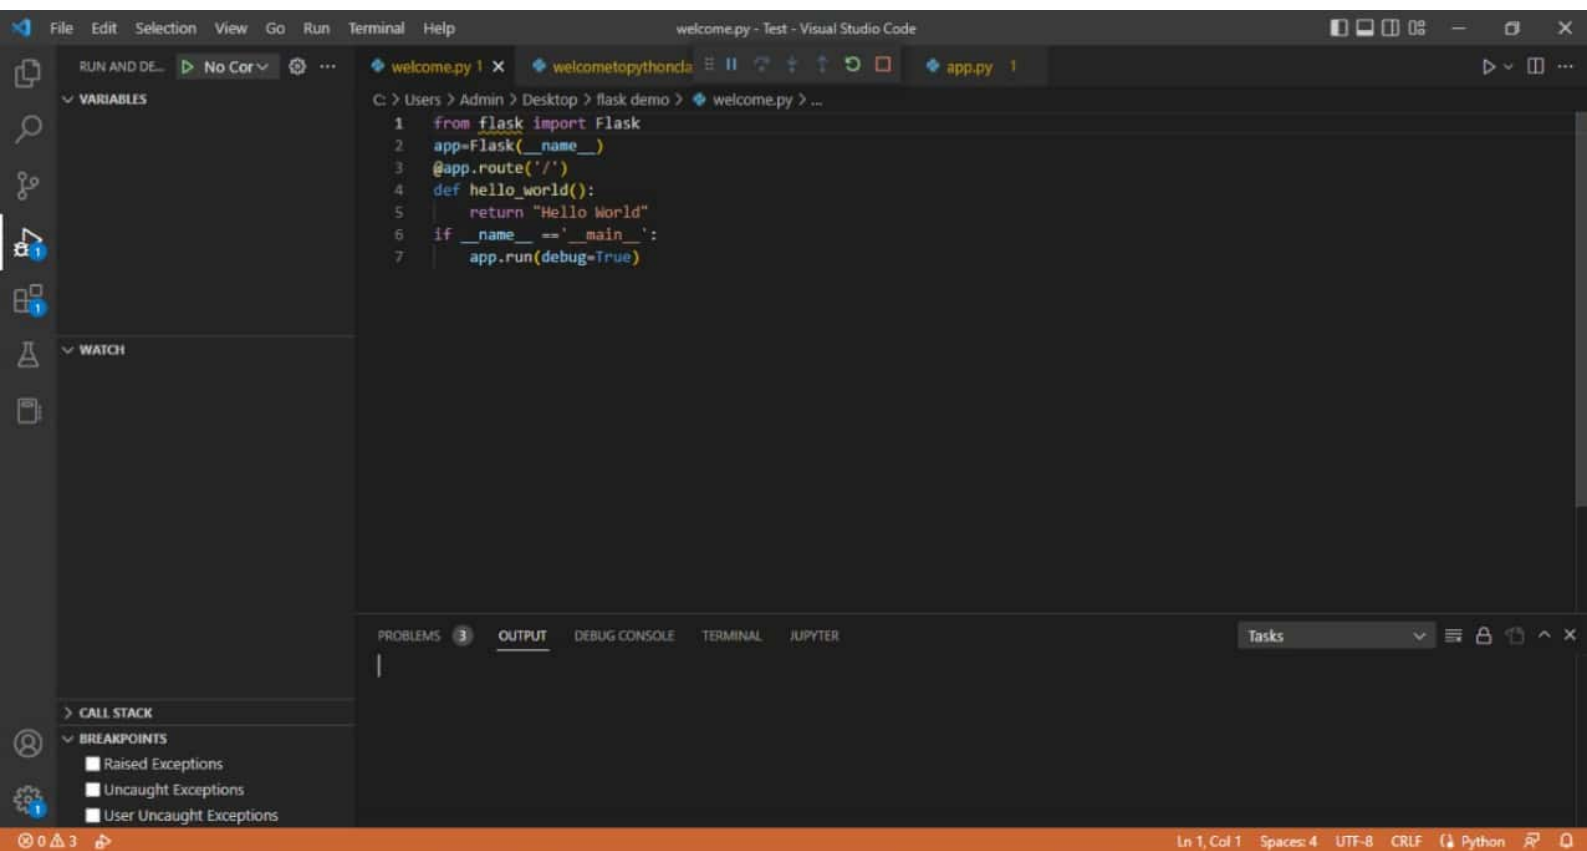 File Edit Selection View Go Run Terminal Help welcome.py - Test - Visual Studio Code
RUN AND DE... No Cor welcome.py 1 welcometopythoncla app.py 1
VARIABLES
C: > Users > Admin > Desktop > flask demo > welcome.py > ...
1 from flask import Flask
2 app=Flask(__name__)
3 @app.route('/')
4 def hello_world():
5 return "Hello World"
6 if __name__ =='__main__':
7 app.run(debug=True)
1
1
WATCH
PROBLEMS 3 OUTPUT DEBUG CONSOLE TERMINAL JUPYTER Tasks
CALL STACK
BREAKPOINTS
Raised Exceptions
Uncaught Exceptions
1
User Uncaught Exceptions
0 3 Ln 1, Col 1 Spaces: 4 UTF-8 CRLF Python